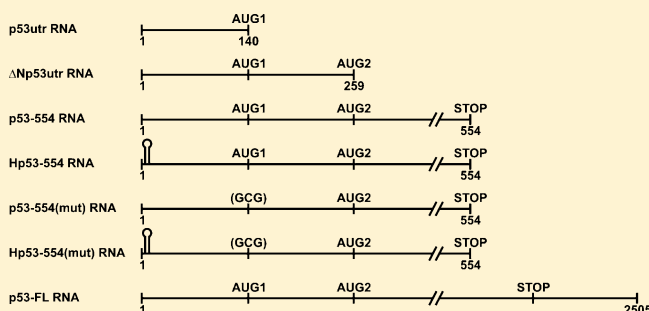 AUG1
p53utr RNA
1 140
AUG1 AUG2
ΔNp53utr RNA
1 259
AUG1 AUG2 STOP
p53-554 RNA
1 554
AUG1 AUG2 STOP
Hp53-554 RNA
1 554
(GCG) AUG2 STOP
p53-554(mut) RNA
1 554
(GCG) AUG2 STOP
Hp53-554(mut) RNA
1 554
AUG1 AUG2 STOP
p53-FL RNA
1 2505